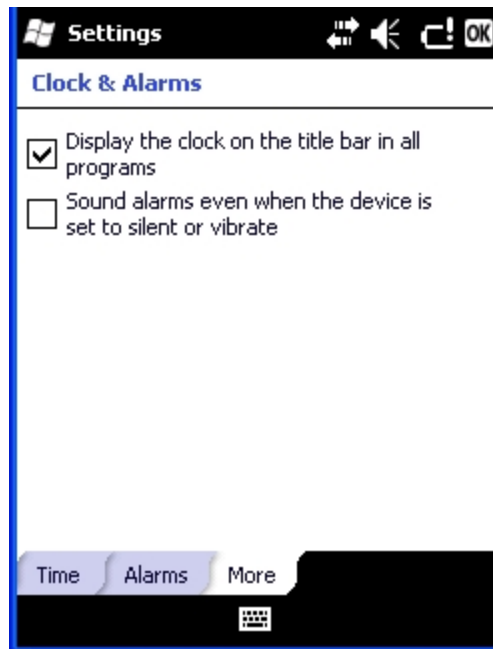 Settings
OK
Clock & Alarms
Display the clock on the title bar in all
programs
Sound alarms even when the device is
set to silent or vibrate
Time Alarms More